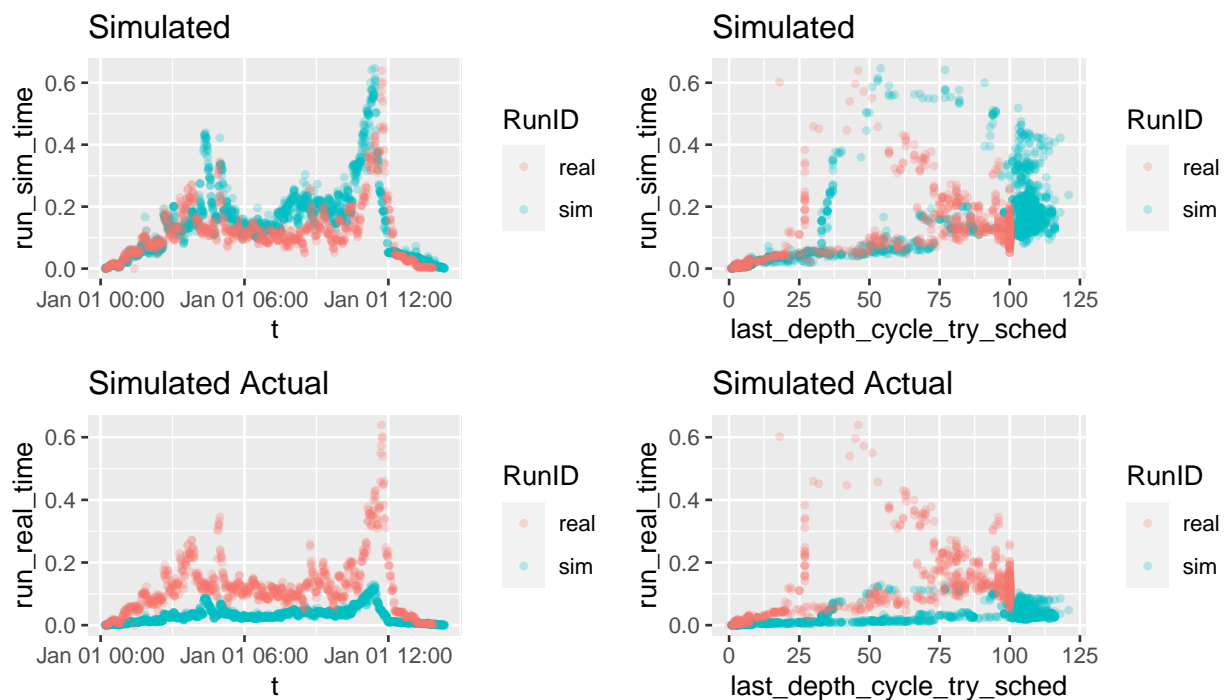 Simulated
run_sim_time
0.6
0.4
0.2
0.0
Jan 01 00:00 Jan 01 06:00 Jan 01 12:00
t
RunID
real
sim
Simulated
run_sim_time
0.6
0.4
0.2
0.0
0 25 50 75 100 125
last_depth_cycle_try_sched
RunID
real
sim
Simulated Actual
run_real_time
0.6
0.4
0.2
0.0
Jan 01 00:00 Jan 01 06:00 Jan 01 12:00
t
RunID
real
sim
Simulated Actual
run_real_time
0.6
0.4
0.2
0.0
0 25 50 75 100 125
last_depth_cycle_try_sched
RunID
real
sim